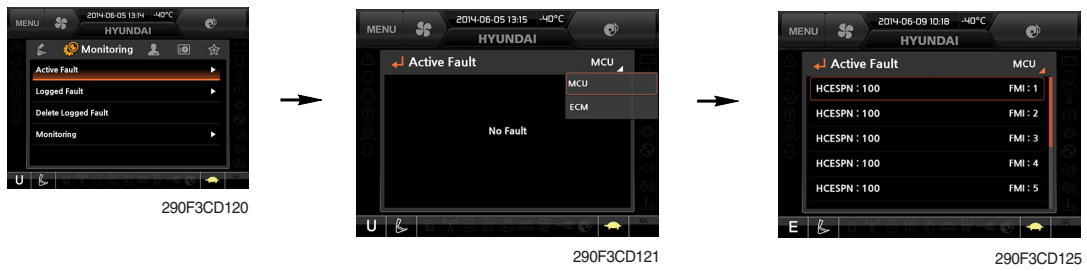 MENU
2014-06-05 13:14 -40°C
HYUNDAI
Monitoring
Active Fault
Logged Fault
Delete Logged Fault
Monitoring
U
290F3CD120
MENU
2014-06-05 13:15 -40°C
HYUNDAI
Active Fault MCU
MCU
ECM
No Fault
U
290F3CD121
MENU
2014-06-09 10:18 -40°C
HYUNDAI
Active Fault MCU
HCESPN : 100 FMI : 1
HCESPN : 100 FMI : 2
HCESPN : 100 FMI : 3
HCESPN : 100 FMI : 4
HCESPN : 100 FMI : 5
E
290F3CD125